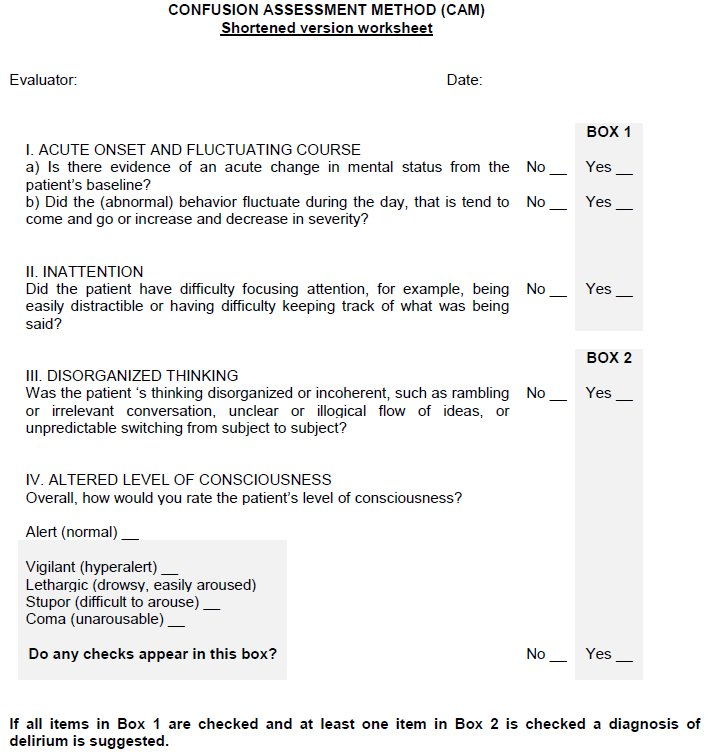 CONFUSION ASSESSMENT METHOD (CAM)
Shortened version worksheet
Evaluator: Date:
BOX 1
I. ACUTE ONSET AND FLUCTUATING COURSE
a) Is there evidence of an acute change in mental status from the No __ Yes __
patient's baseline?
b) Did the (abnormal) behavior fluctuate during the day, that is tend to No __ Yes __
come and go or increase and decrease in severity?
II. INATTENTION
Did the patient have difficulty focusing attention, for example, being No __ Yes __
easily distractible or having difficulty keeping track of what was being
said?
BOX 2
III. DISORGANIZED THINKING
Was the patient 's thinking disorganized or incoherent, such as rambling No __ Yes __
or irrelevant conversation, unclear or illogical flow of ideas, or
unpredictable switching from subject to subject?
IV. ALTERED LEVEL OF CONSCIOUSNESS
Overall, how would you rate the patient's level of consciousness?
Alert (normal) __
Vigilant (hyperalert) __
Lethargic (drowsy, easily aroused)
Stupor (difficult to arouse) __
Coma (unarousable) __
Do any checks appear in this box? No __ Yes __
If all items in Box 1 are checked and at least one item in Box 2 is checked a diagnosis of
delirium is suggested.